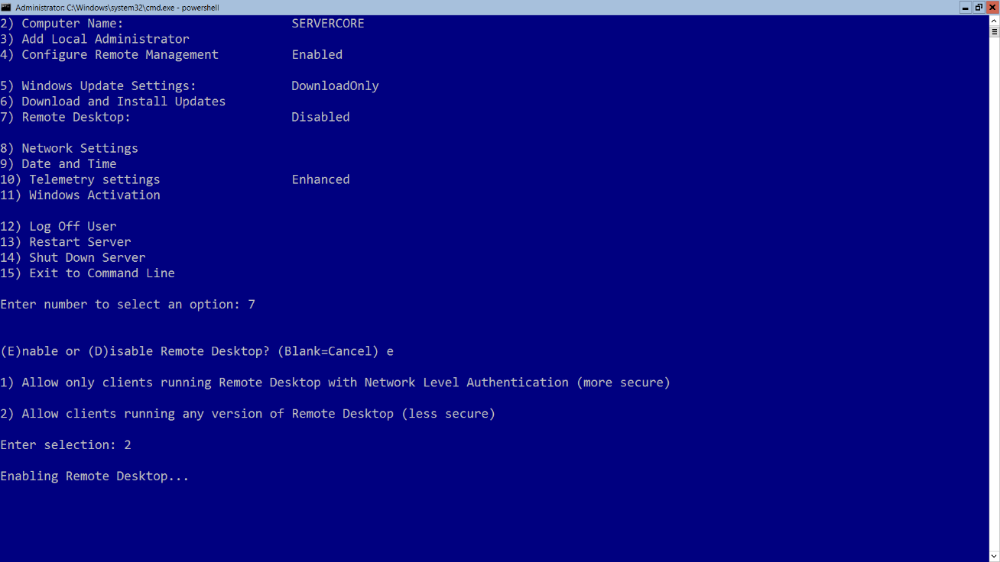 Administrator: C:\Windows\system32\cmd.exe - powershell
2) Computer Name: SERVERCORE
3) Add Local Administrator
4) Configure Remote Management Enabled
5) Windows Update Settings: DownloadOnly
6) Download and Install Updates
7) Remote Desktop: Disabled
8) Network Settings
9) Date and Time
10) Telemetry settings Enhanced
11) Windows Activation
12) Log Off User
13) Restart Server
14) Shut Down Server
15) Exit to Command Line
Enter number to select an option: 7
(E)nable or (D)isable Remote Desktop? (Blank=Cancel) e
1) Allow only clients running Remote Desktop with Network Level Authentication (more secure)
2) Allow clients running any version of Remote Desktop (less secure)
Enter selection: 2
Enabling Remote Desktop...